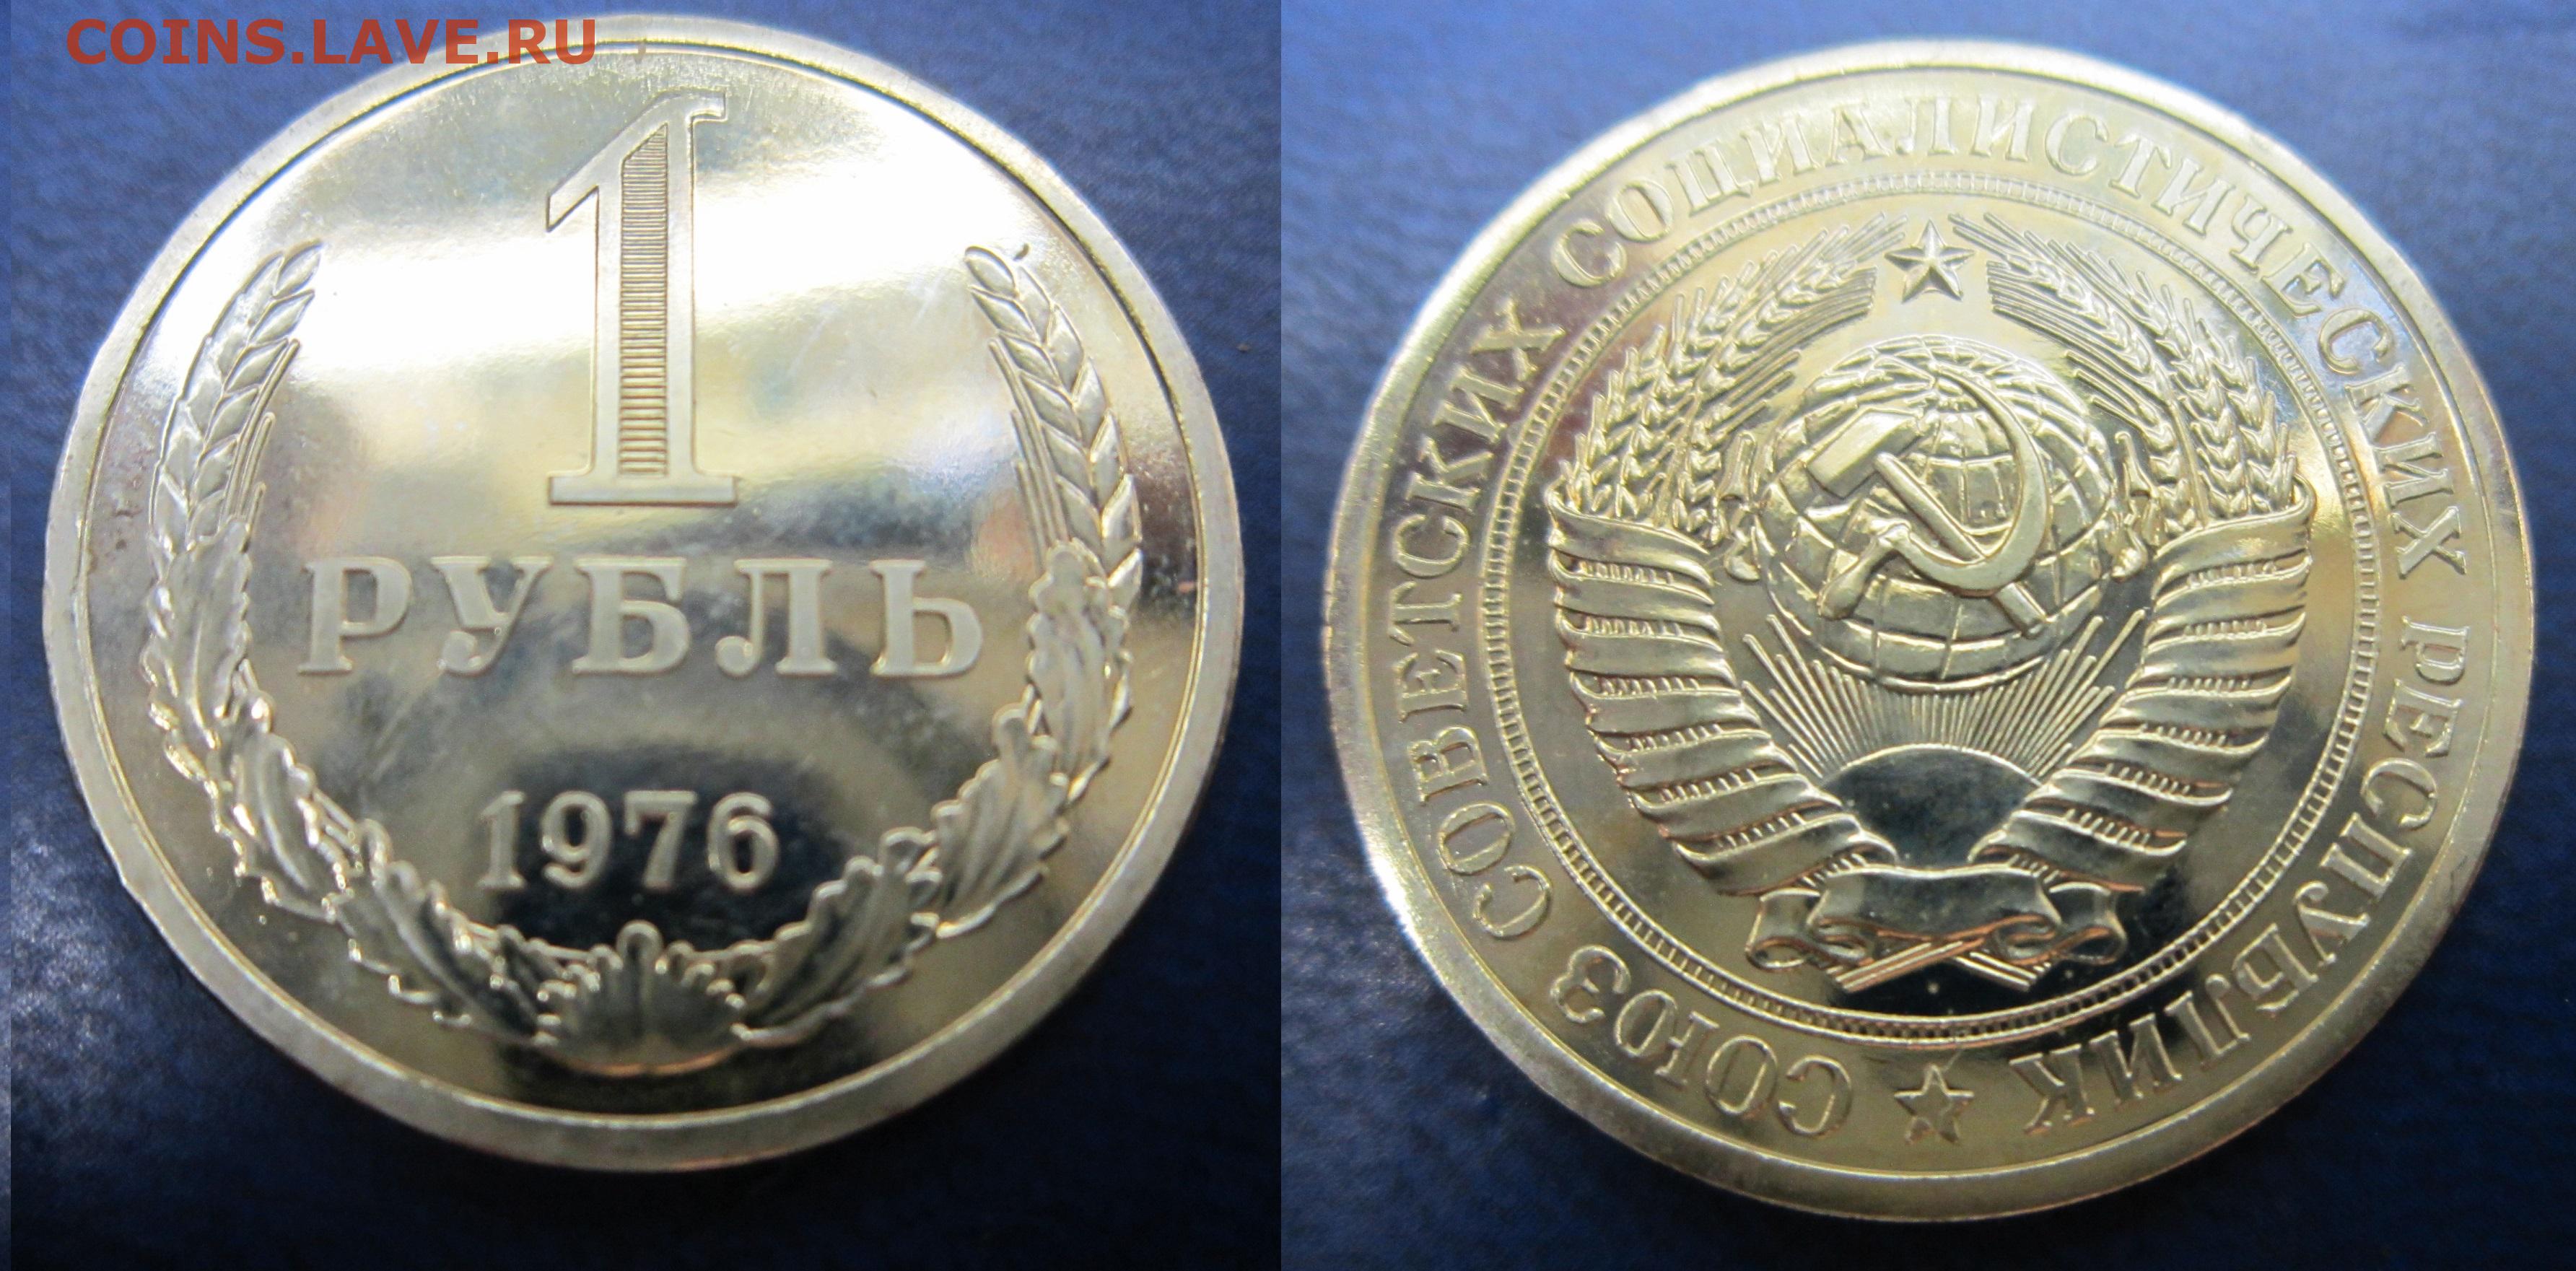 COINS.LAVE.RU
1
РУБЛЬ
1976
СОЮЗ СОВЕТСКИХ СОЦИАЛИСТИЧЕСКИХ РЕСПУБЛИК